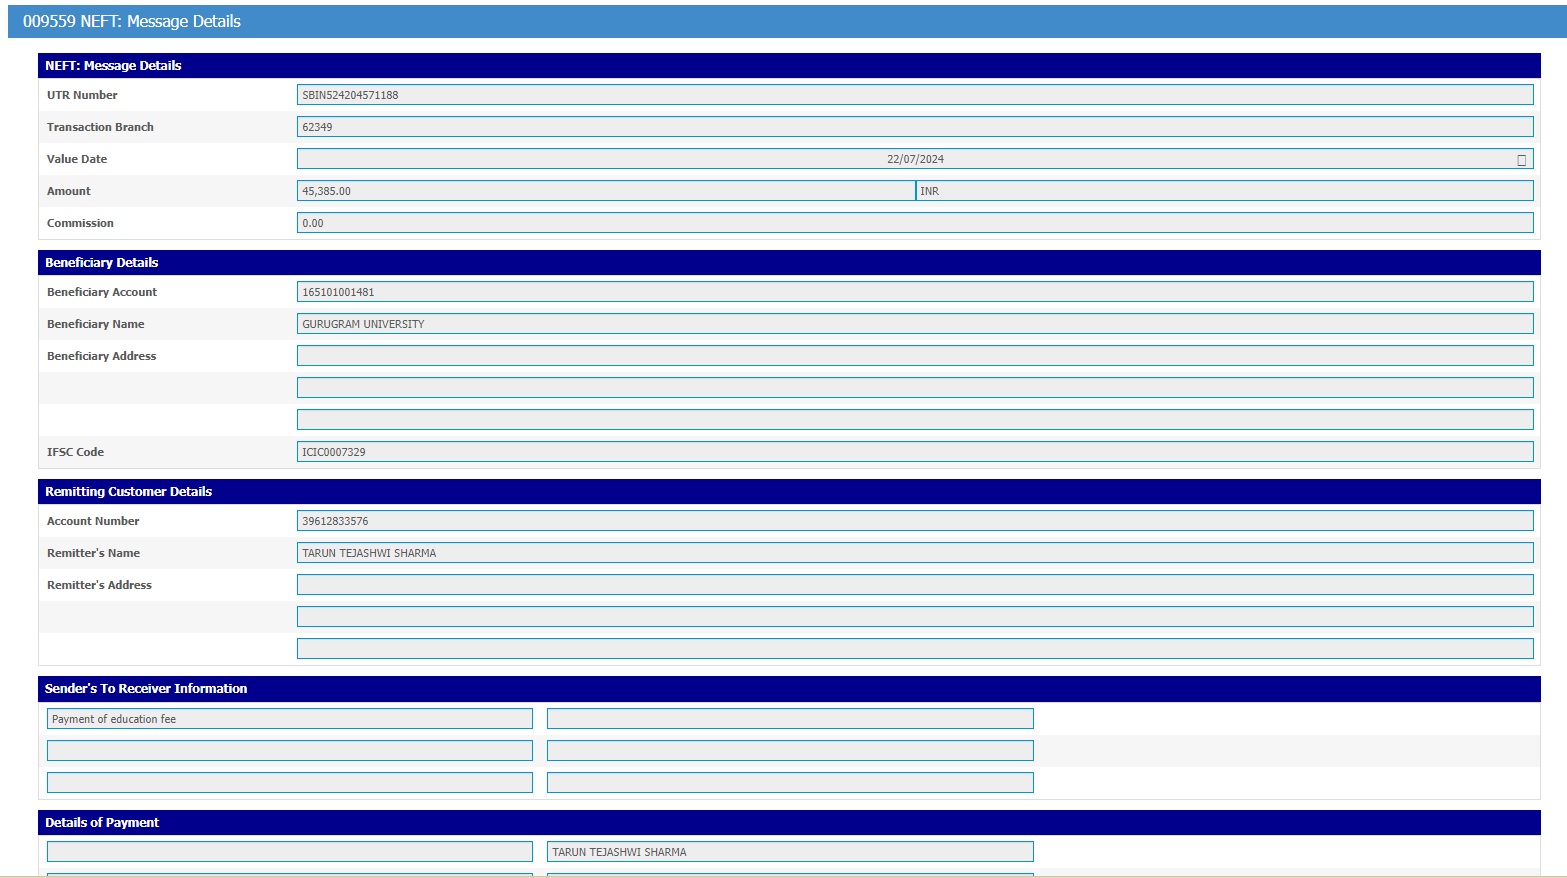 009559 NEFT: Message Details
NEFT: Message Details
UTR Number SBIN524204571188
Transaction Branch 62349
Value Date 22/07/2024
Amount 45,385.00 INR
Commission 0.00
Beneficiary Details
Beneficiary Account 165101001481
Beneficiary Name GURUGRAM UNIVERSITY
Beneficiary Address
IFSC Code ICIC0007329
Remitting Customer Details
Account Number 39612833576
Remitter's Name TARUN TEJASHWI SHARMA
Remitter's Address
Sender's To Receiver Information
Payment of education fee
Details of Payment
TARUN TEJASHWI SHARMA